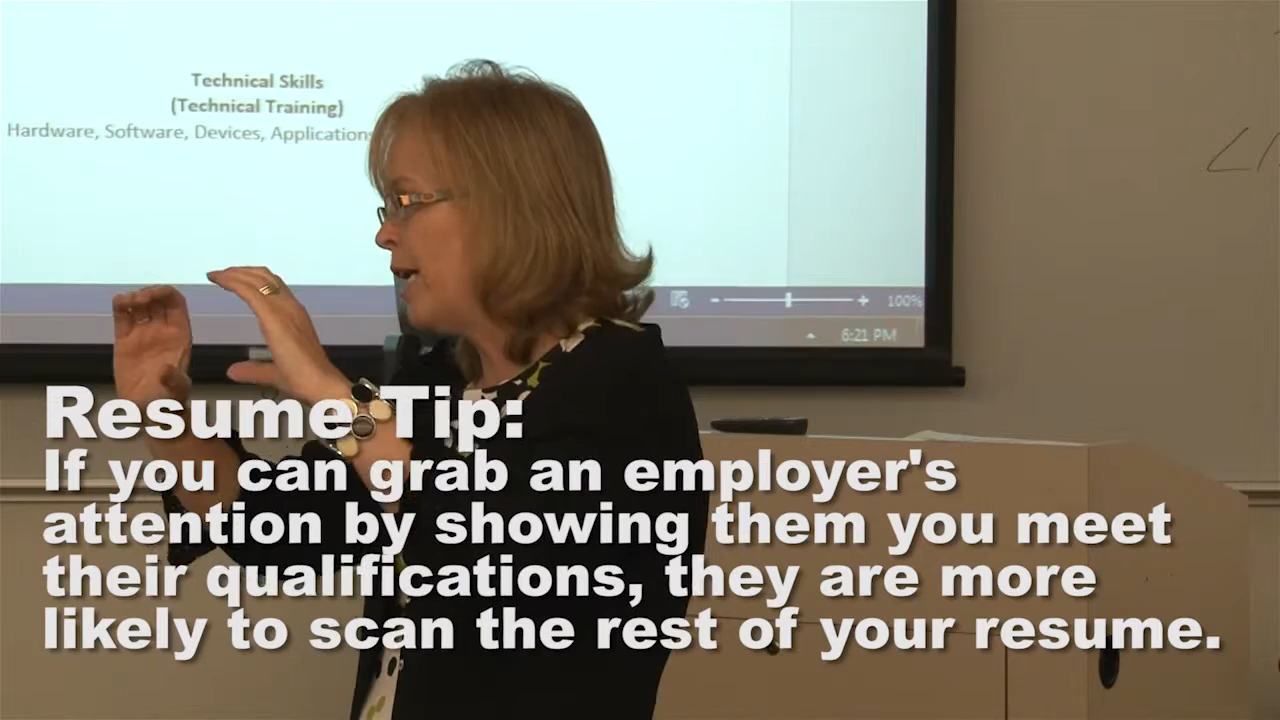 Technical Skills
(Technical Training)
Hardware, Software, Devices, Applications
100%
6:21 PM
Resume Tip:
If you can grab an employer's
attention by showing them you meet
their qualifications, they are more
likely to scan the rest of your resume.